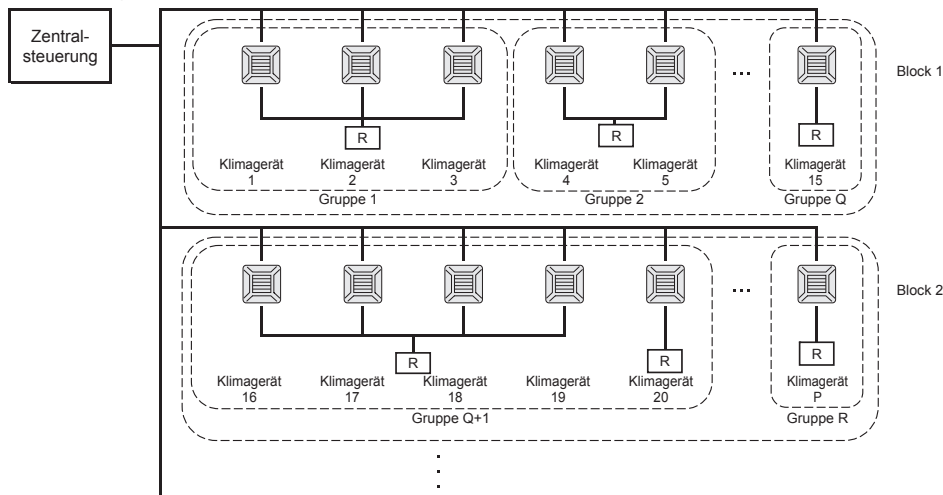 Zentral-
steuerung
Block 1
...
R
R
R
Klimagerät
1
Klimagerät
2
Klimagerät
3
Klimagerät
4
Klimagerät
5
Klimagerät
15
Gruppe 1
Gruppe 2
Gruppe Q
Block 2
...
R
R
R
Klimagerät
16
Klimagerät
17
Klimagerät
18
Klimagerät
19
Klimagerät
20
Klimagerät
P
Gruppe Q+1
Gruppe R